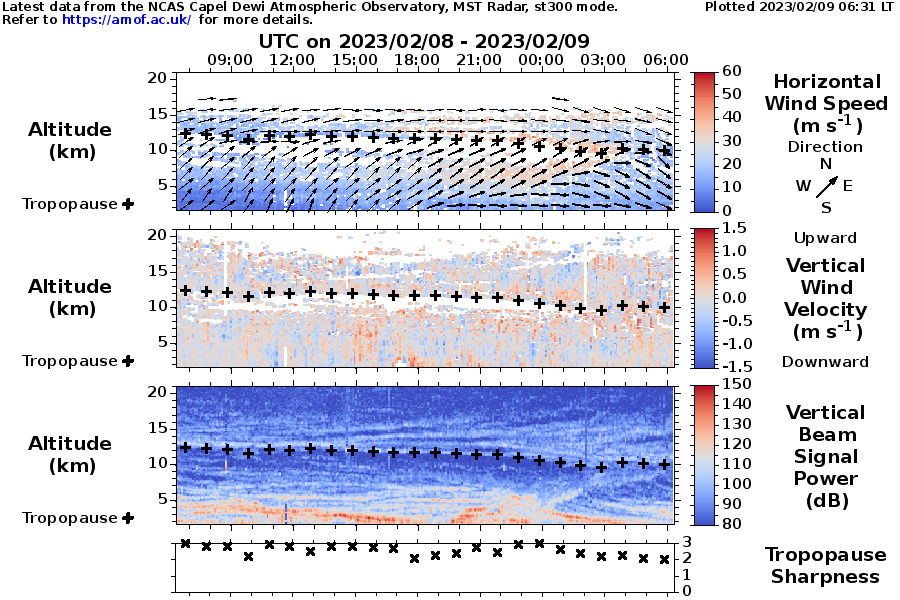 Latest data from the NCAS Capel Dewi Atmospheric Observatory, MST Radar, st300 mode.
Plotted 2023/02/09 06:31 LT
Refer to https://amof.ac.uk/ for more details.
UTC on 2023/02/08 - 2023/02/09
09:00 12:00 15:00 18:00 21:00 00:00 03:00 06:00
20
15
10
5
Altitude
(km)
Tropopause
60
50
40
30
20
10
0
Horizontal
Wind Speed
(m s-1)
Direction
N
W E
S
20
15
10
5
Altitude
(km)
Tropopause
1.5
1.0
0.5
0.0
-0.5
-1.0
-1.5
Upward
Vertical
Wind
Velocity
(m s-1)
Downward
20
15
10
5
Altitude
(km)
Tropopause
150
140
130
120
110
100
90
80
Vertical
Beam
Signal
Power
(dB)
3
2
1
0
Tropopause
Sharpness